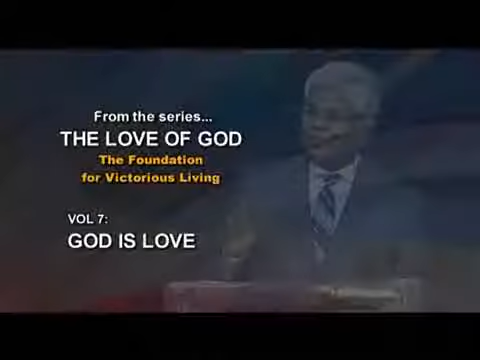 From the series...
THE LOVE OF GOD
The Foundation
for Victorious Living
VOL 7:
GOD IS LOVE